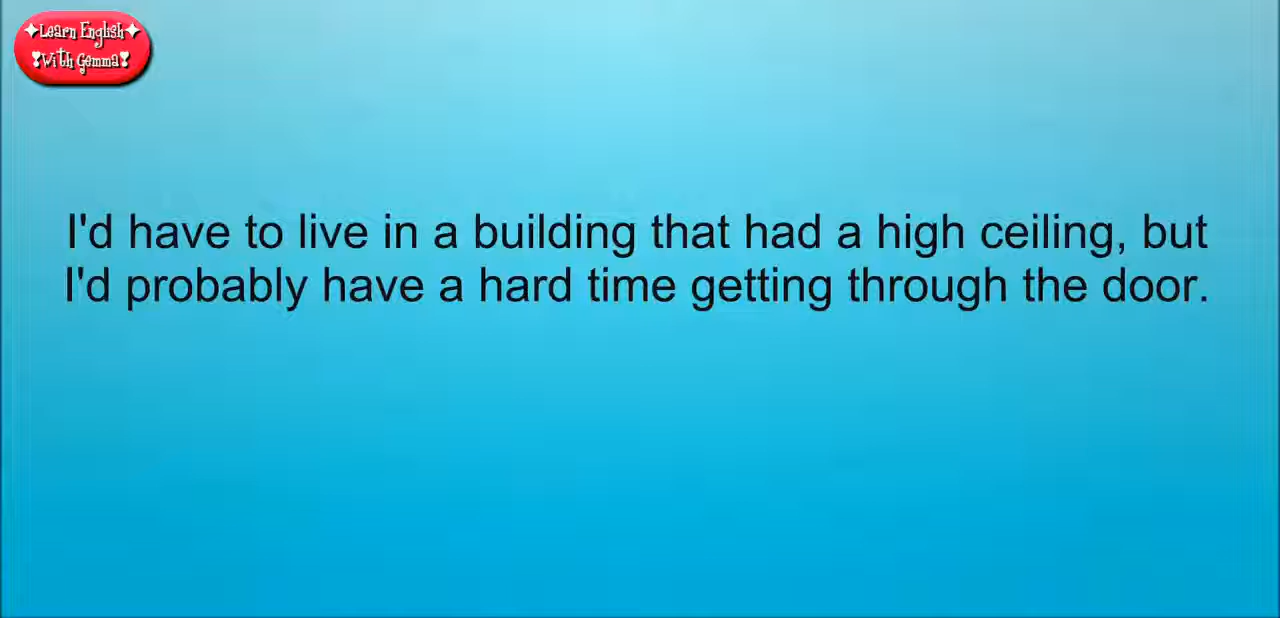 ✦Learn English✦
❣With Gemma❣
I'd have to live in a building that had a high ceiling, but
I'd probably have a hard time getting through the door.